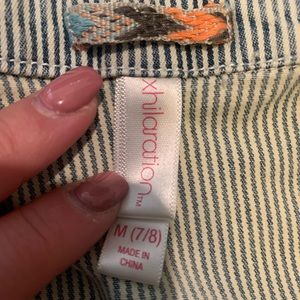 xhilaration™
M (7/8)
MADE IN
CHINA